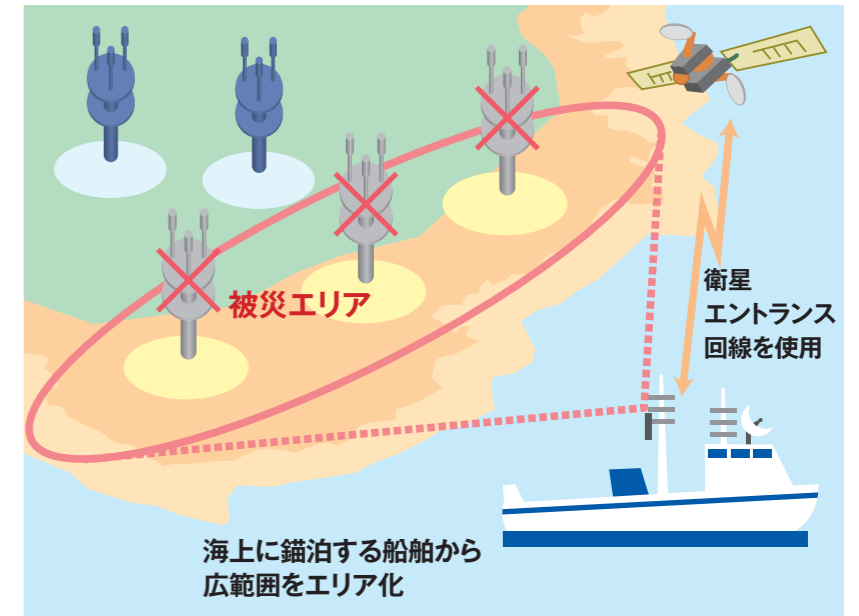 被災エリア
衛星
エントランス
回線を使用
海上に錨泊する船舶から
広範囲をエリア化